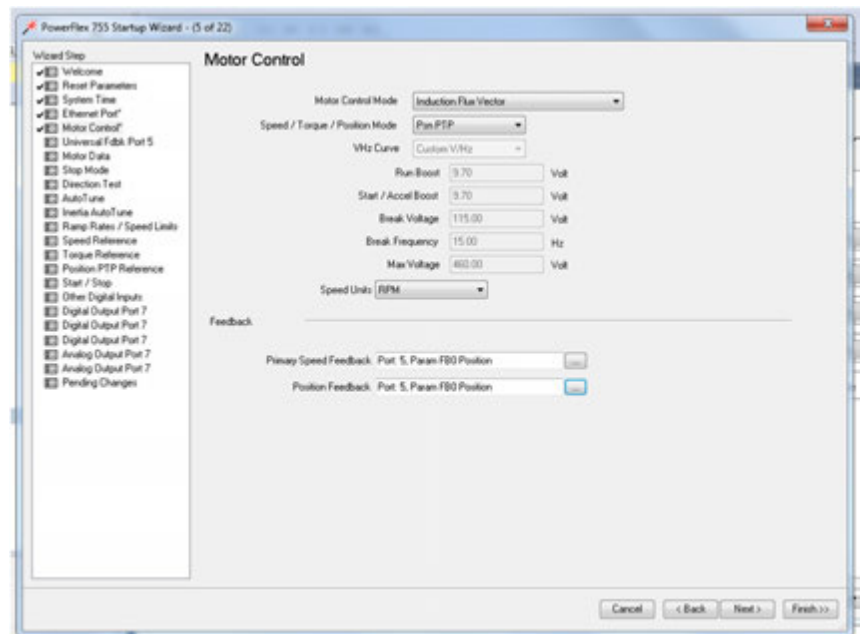 PowerFlex 755 Startup Wizard - (5 of 22)
Wizard Step
Welcome
Reset Parameters
System Time
Ethernet Port*
Motor Control*
Universal Fdbk Port 5
Motor Data
Stop Mode
Direction Test
AutoTune
Inertia AutoTune
Ramp Rates / Speed Limits
Speed Reference
Torque Reference
Position PTP Reference
Start / Stop
Other Digital Inputs
Digital Output Port 7
Digital Output Port 7
Digital Output Port 7
Analog Output Port 7
Analog Output Port 7
Pending Changes
Motor Control
Motor Control Mode Induction Flux Vector
Speed / Torque / Position Mode Psn PTP
VHz Curve Custom V/Hz
Run Boost 9.70 Volt
Start / Accel Boost 9.70 Volt
Break Voltage 115.00 Volt
Break Frequency 15.00 Hz
Max Voltage 460.00 Volt
Speed Units RPM
Feedback
Primary Speed Feedback Port: 5, Param FB0 Position ...
Position Feedback Port: 5, Param FB0 Position ...
Cancel < Back Next > Finish >>